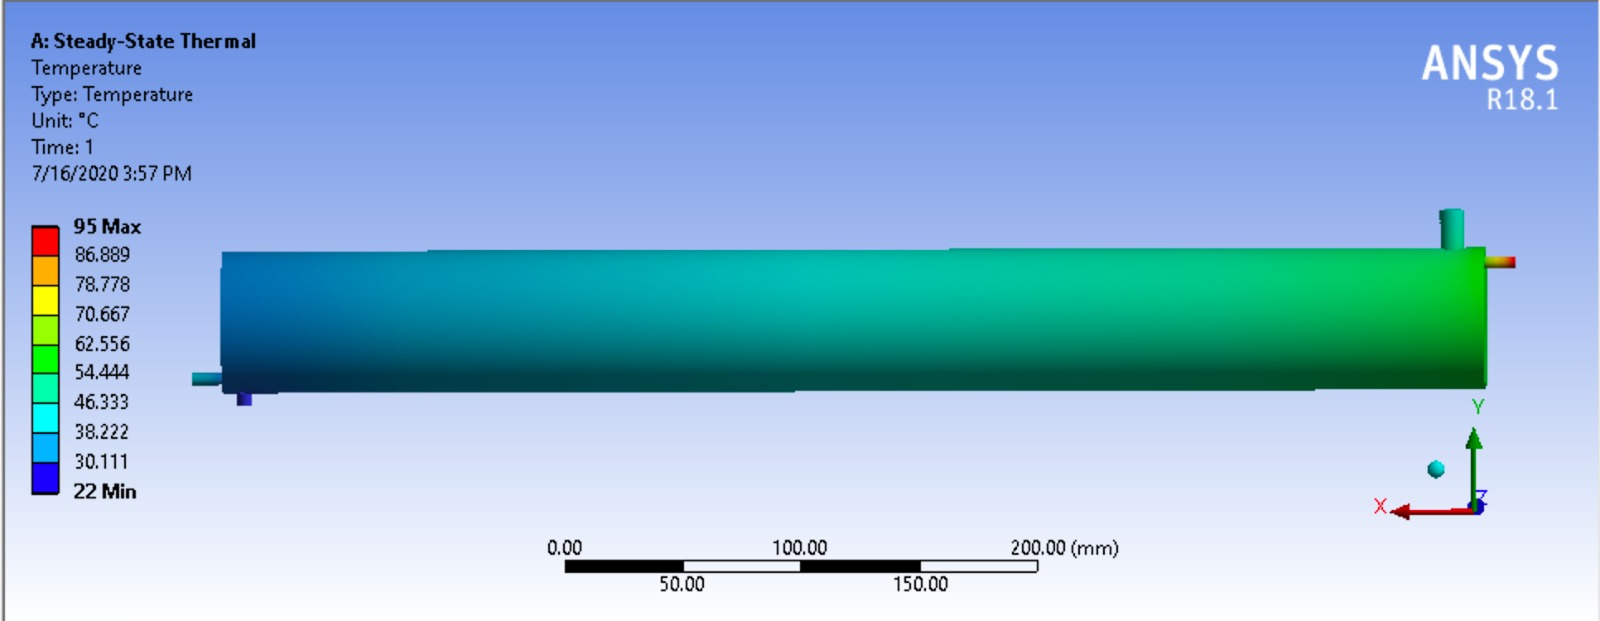 A: Steady-State Thermal
Temperature
Type: Temperature
Unit: °C
Time: 1
7/16/2020 3:57 PM
ANSYS
R18.1
95 Max
86.889
78.778
70.667
62.556
54.444
46.333
38.222
30.111
22 Min
Y
Z
X
0.00 100.00 200.00 (mm)
50.00 150.00